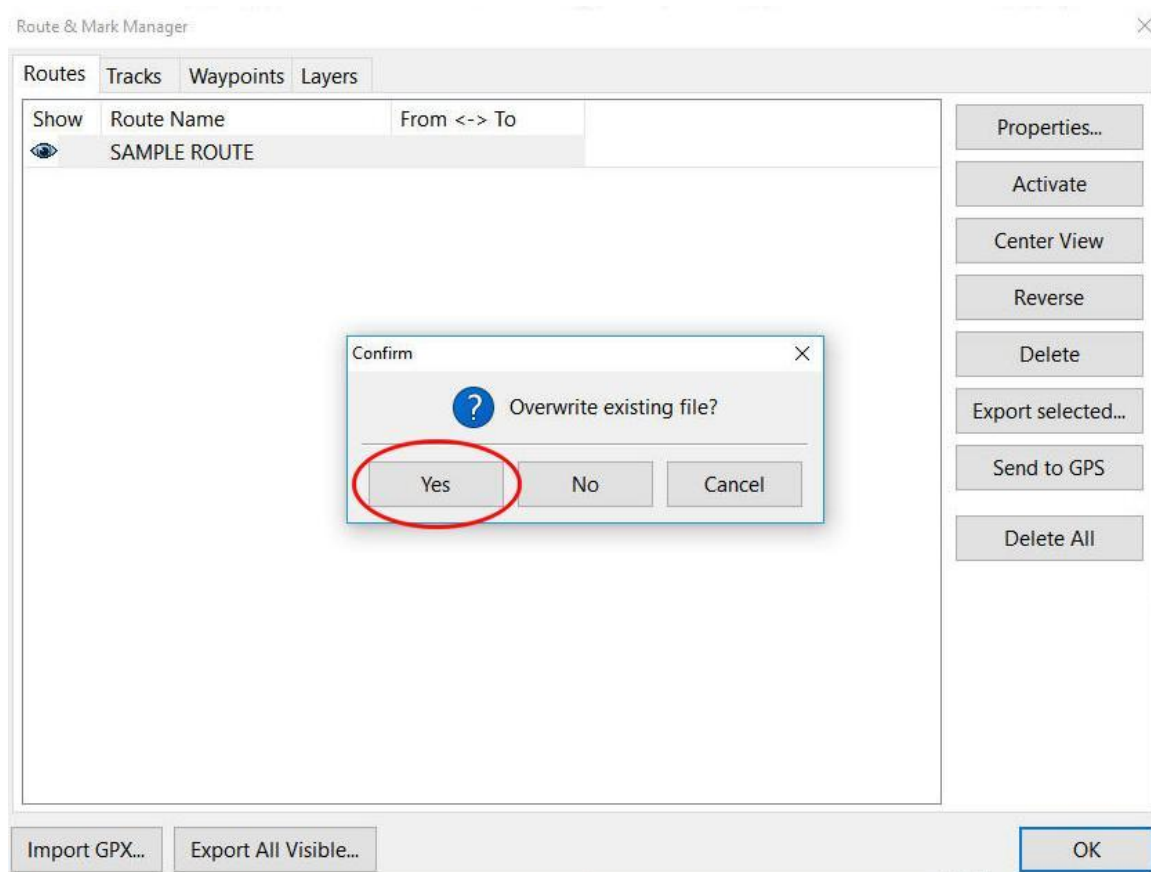 Route & Mark Manager
Routes Tracks Waypoints Layers
Show Route Name From <-> To
SAMPLE ROUTE
Properties...
Activate
Center View
Reverse
Delete
Export selected...
Send to GPS
Delete All
Confirm
Overwrite existing file?
Yes No Cancel
Import GPX... Export All Visible... OK